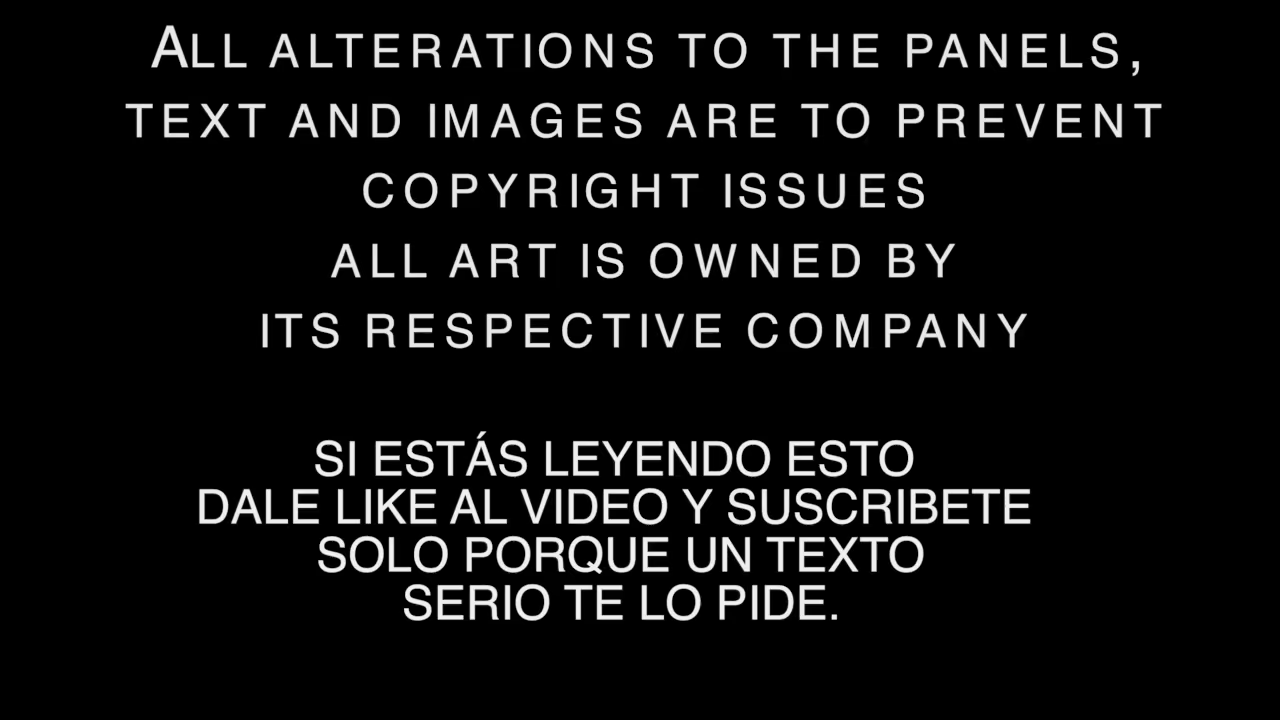 ALL ALTERATIONS TO THE PANELS,
TEXT AND IMAGES ARE TO PREVENT
COPYRIGHT ISSUES
ALL ART IS OWNED BY
ITS RESPECTIVE COMPANY
SI ESTÁS LEYENDO ESTO
DALE LIKE AL VIDEO Y SUSCRIBETE
SOLO PORQUE UN TEXTO
SERIO TE LO PIDE.